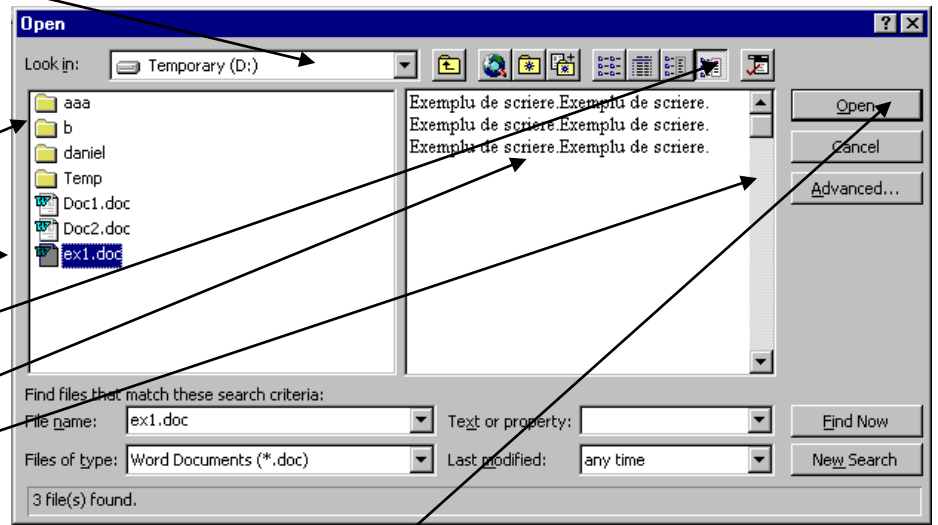 Open
Look in: Temporary (D:)
aaa
b
daniel
Temp
Doc1.doc
Doc2.doc
ex1.doc
Exemplu de scriere.Exemplu de scriere.
Exemplu de scriere.Exemplu de scriere.
Exemplu de scriere.Exemplu de scriere.
Open
Cancel
Advanced...
Find files that match these search criteria:
File name: ex1.doc Text or property: Find Now
Files of type: Word Documents (*.doc) Last modified: any time New Search
3 file(s) found.